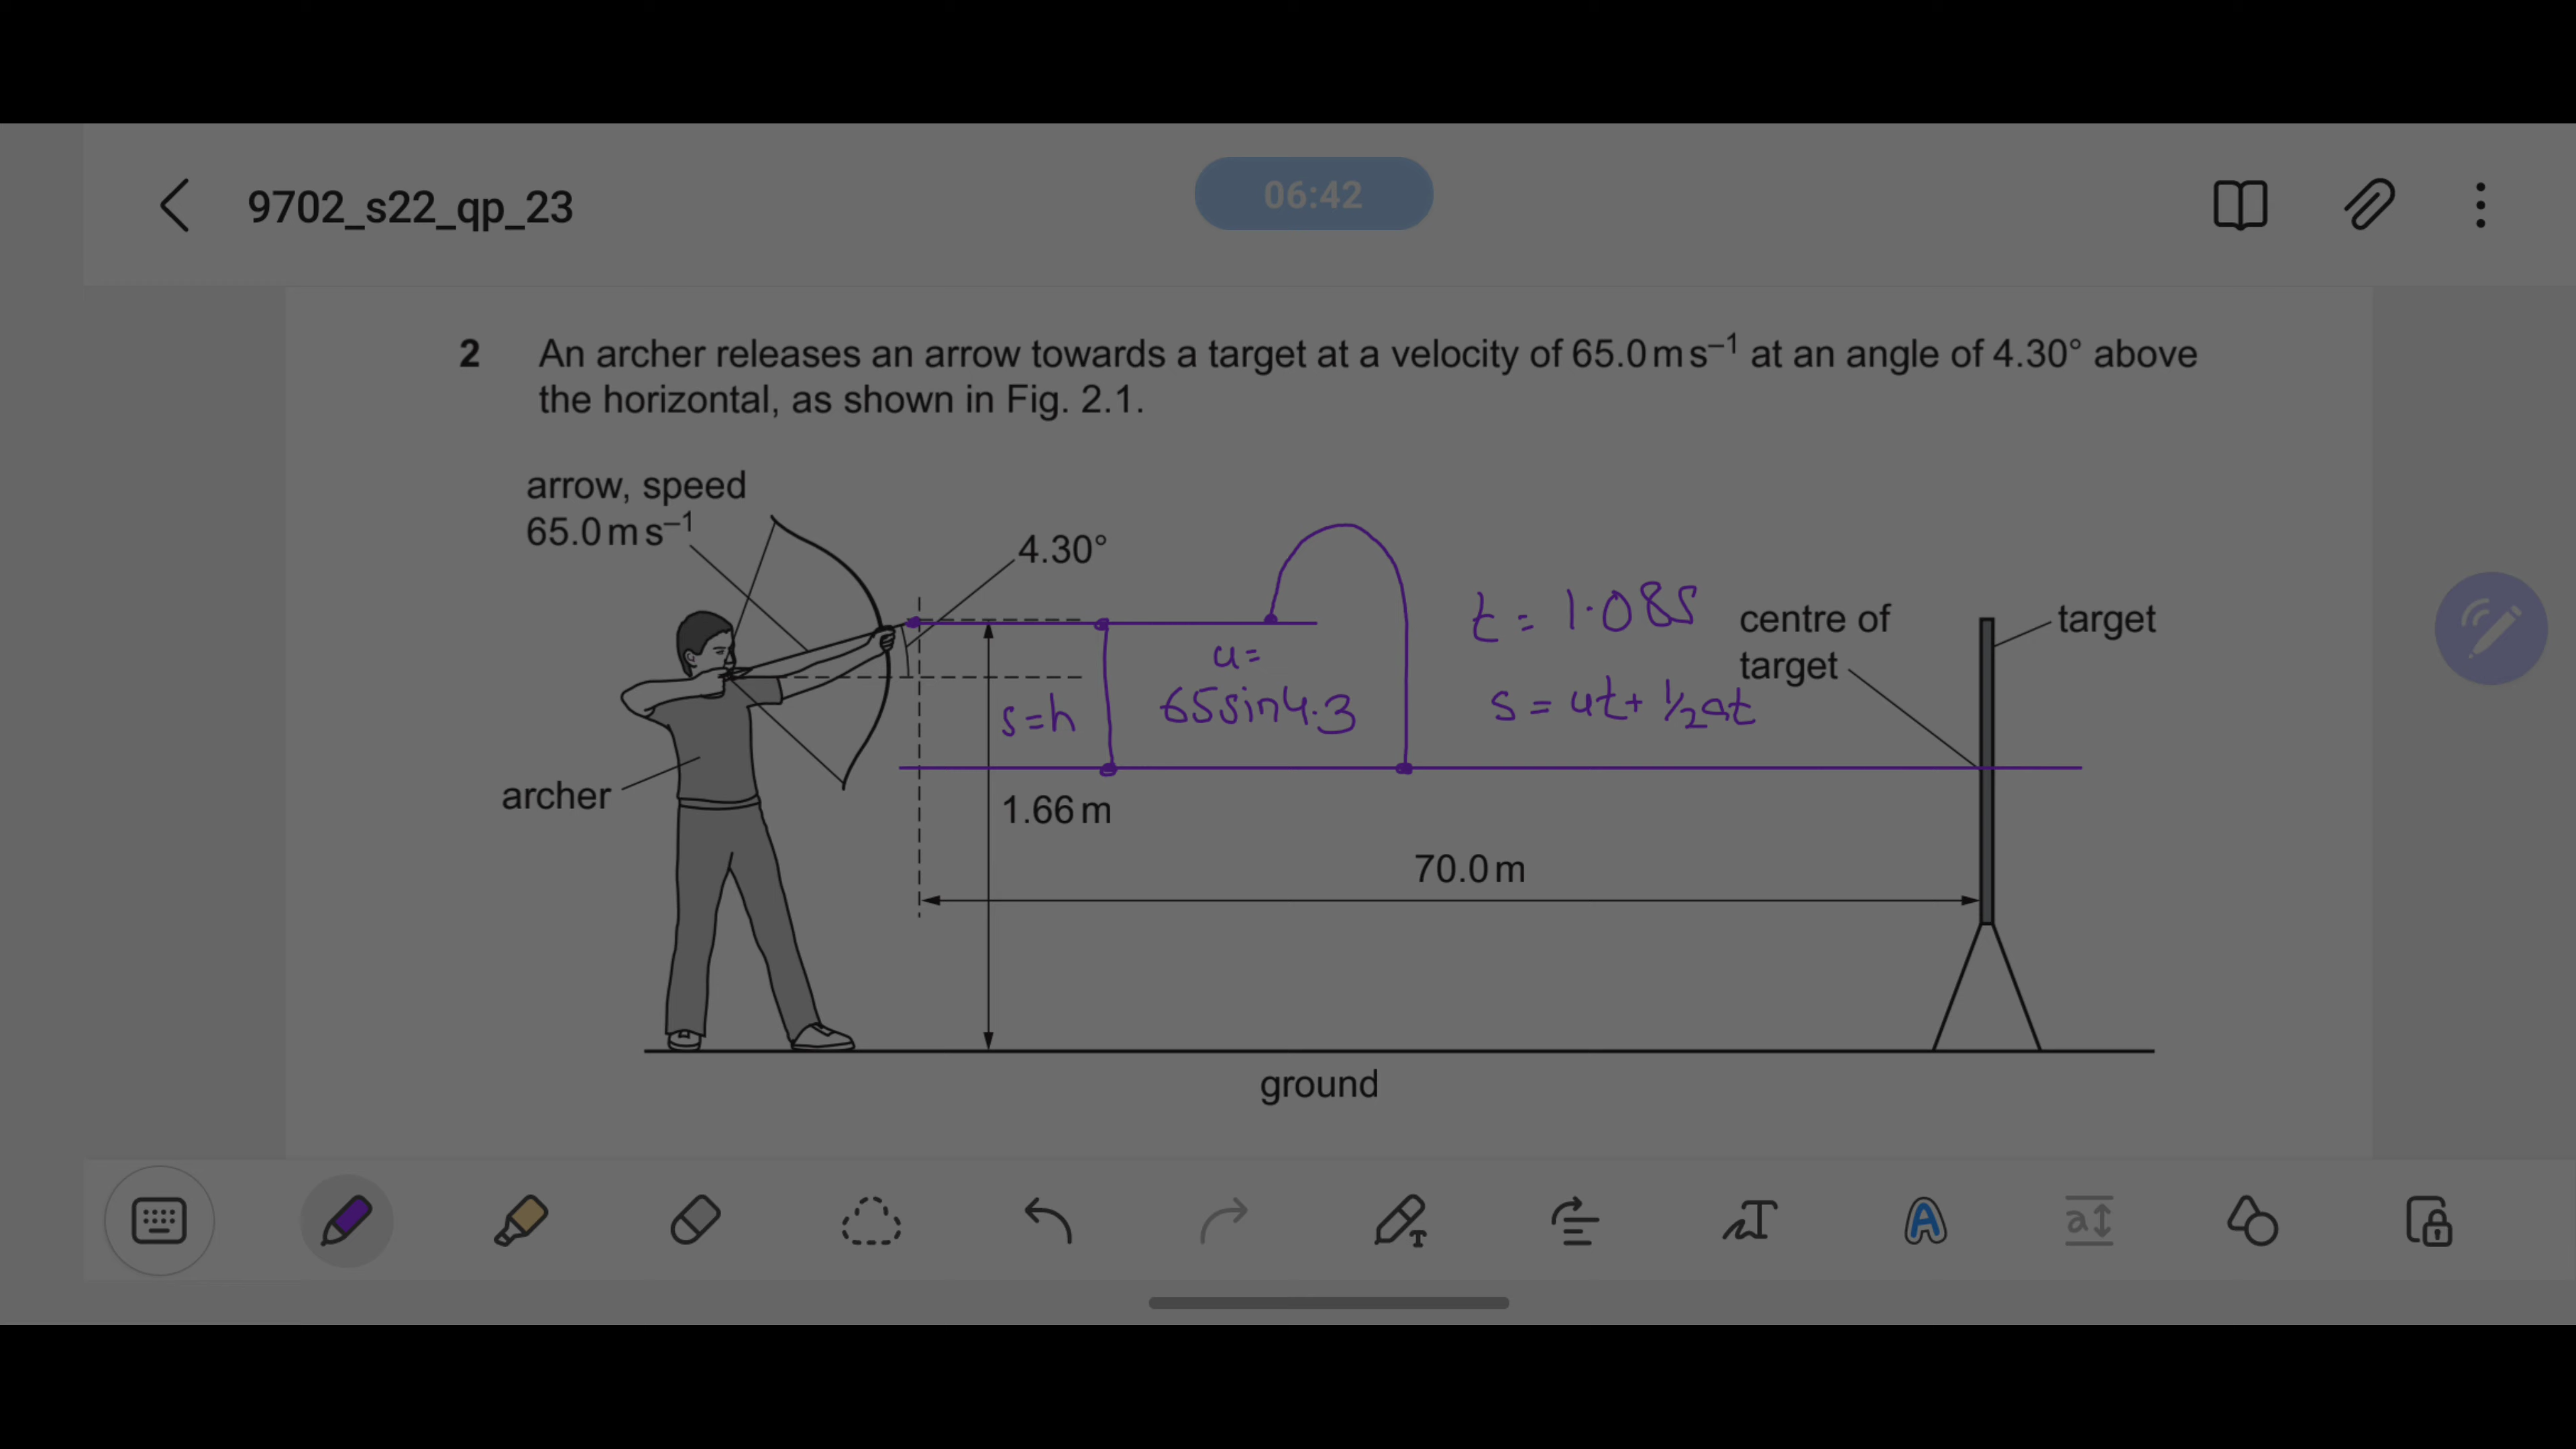 9702_s22_qp_23
06:42
2 An archer releases an arrow towards a target at a velocity of 65.0 m s⁻¹ at an angle of 4.30° above
the horizontal, as shown in Fig. 2.1.
arrow, speed
65.0 m s⁻¹
4.30°
t = 1.08s
centre of
target
target
u =
65sin4.3
s=h
s = ut + ½at
archer
1.66 m
70.0 m
ground
T
T
A
a